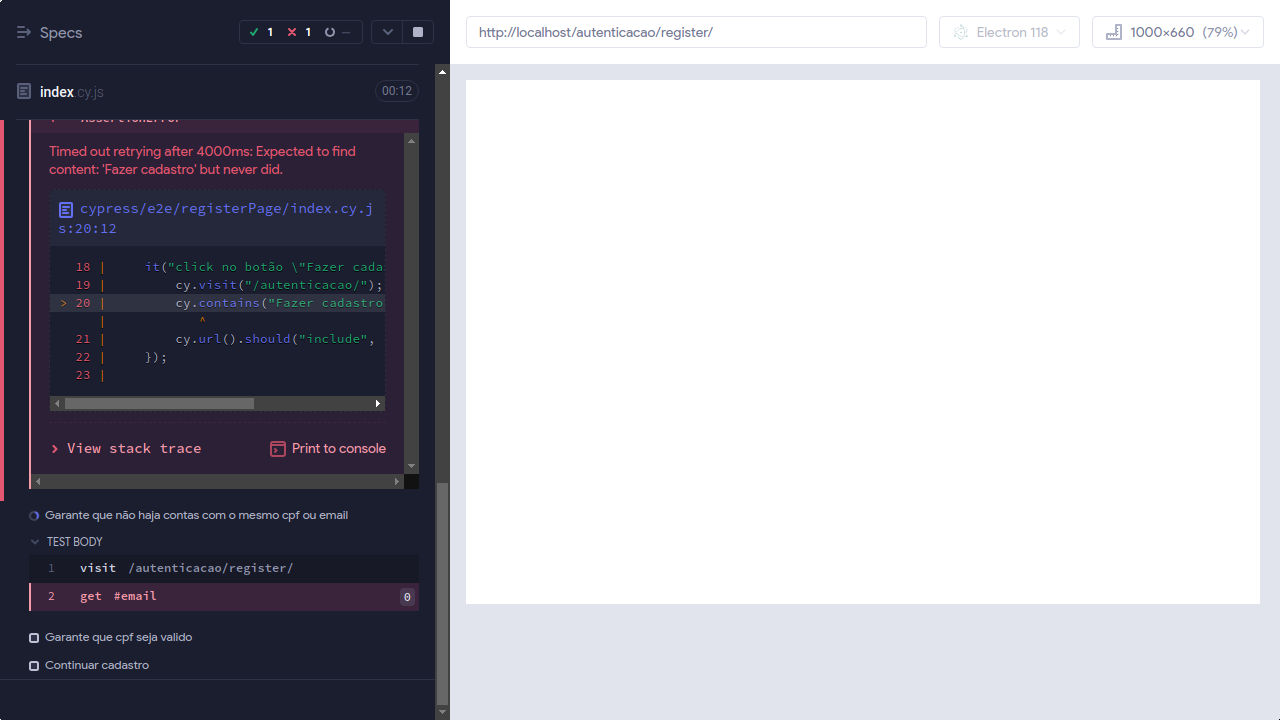 Specs
1 1 --
http://localhost/autenticacao/register/
Electron 118
1000×660 (79%)
index.cy.js
00:12
AssertionError
Timed out retrying after 4000ms: Expected to find
content: 'Fazer cadastro' but never did.
cypress/e2e/registerPage/index.cy.j
s:20:12
18 | it("click no botão \"Fazer cada
19 | cy.visit("/autenticacao/");
> 20 | cy.contains("Fazer cadastro
| ^
21 | cy.url().should("include",
22 | });
23 |
View stack trace
Print to console
Garante que não haja contas com o mesmo cpf ou email
TEST BODY
1 visit /autenticacao/register/
2 get #email 0
Garante que cpf seja valido
Continuar cadastro